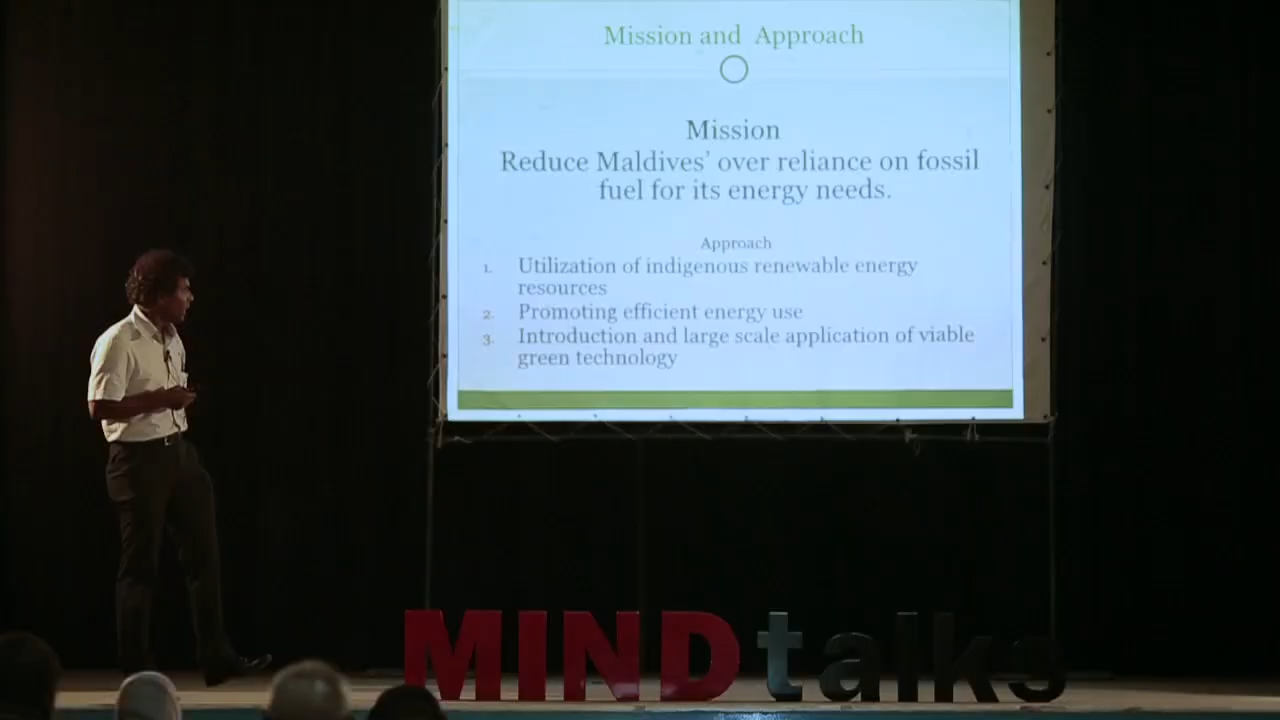 Mission and Approach
Mission
Reduce Maldives' over reliance on fossil
fuel for its energy needs.
Approach
1. Utilization of indigenous renewable energy
resources
2. Promoting efficient energy use
3. Introduction and large scale application of viable
green technology
MINDtalks